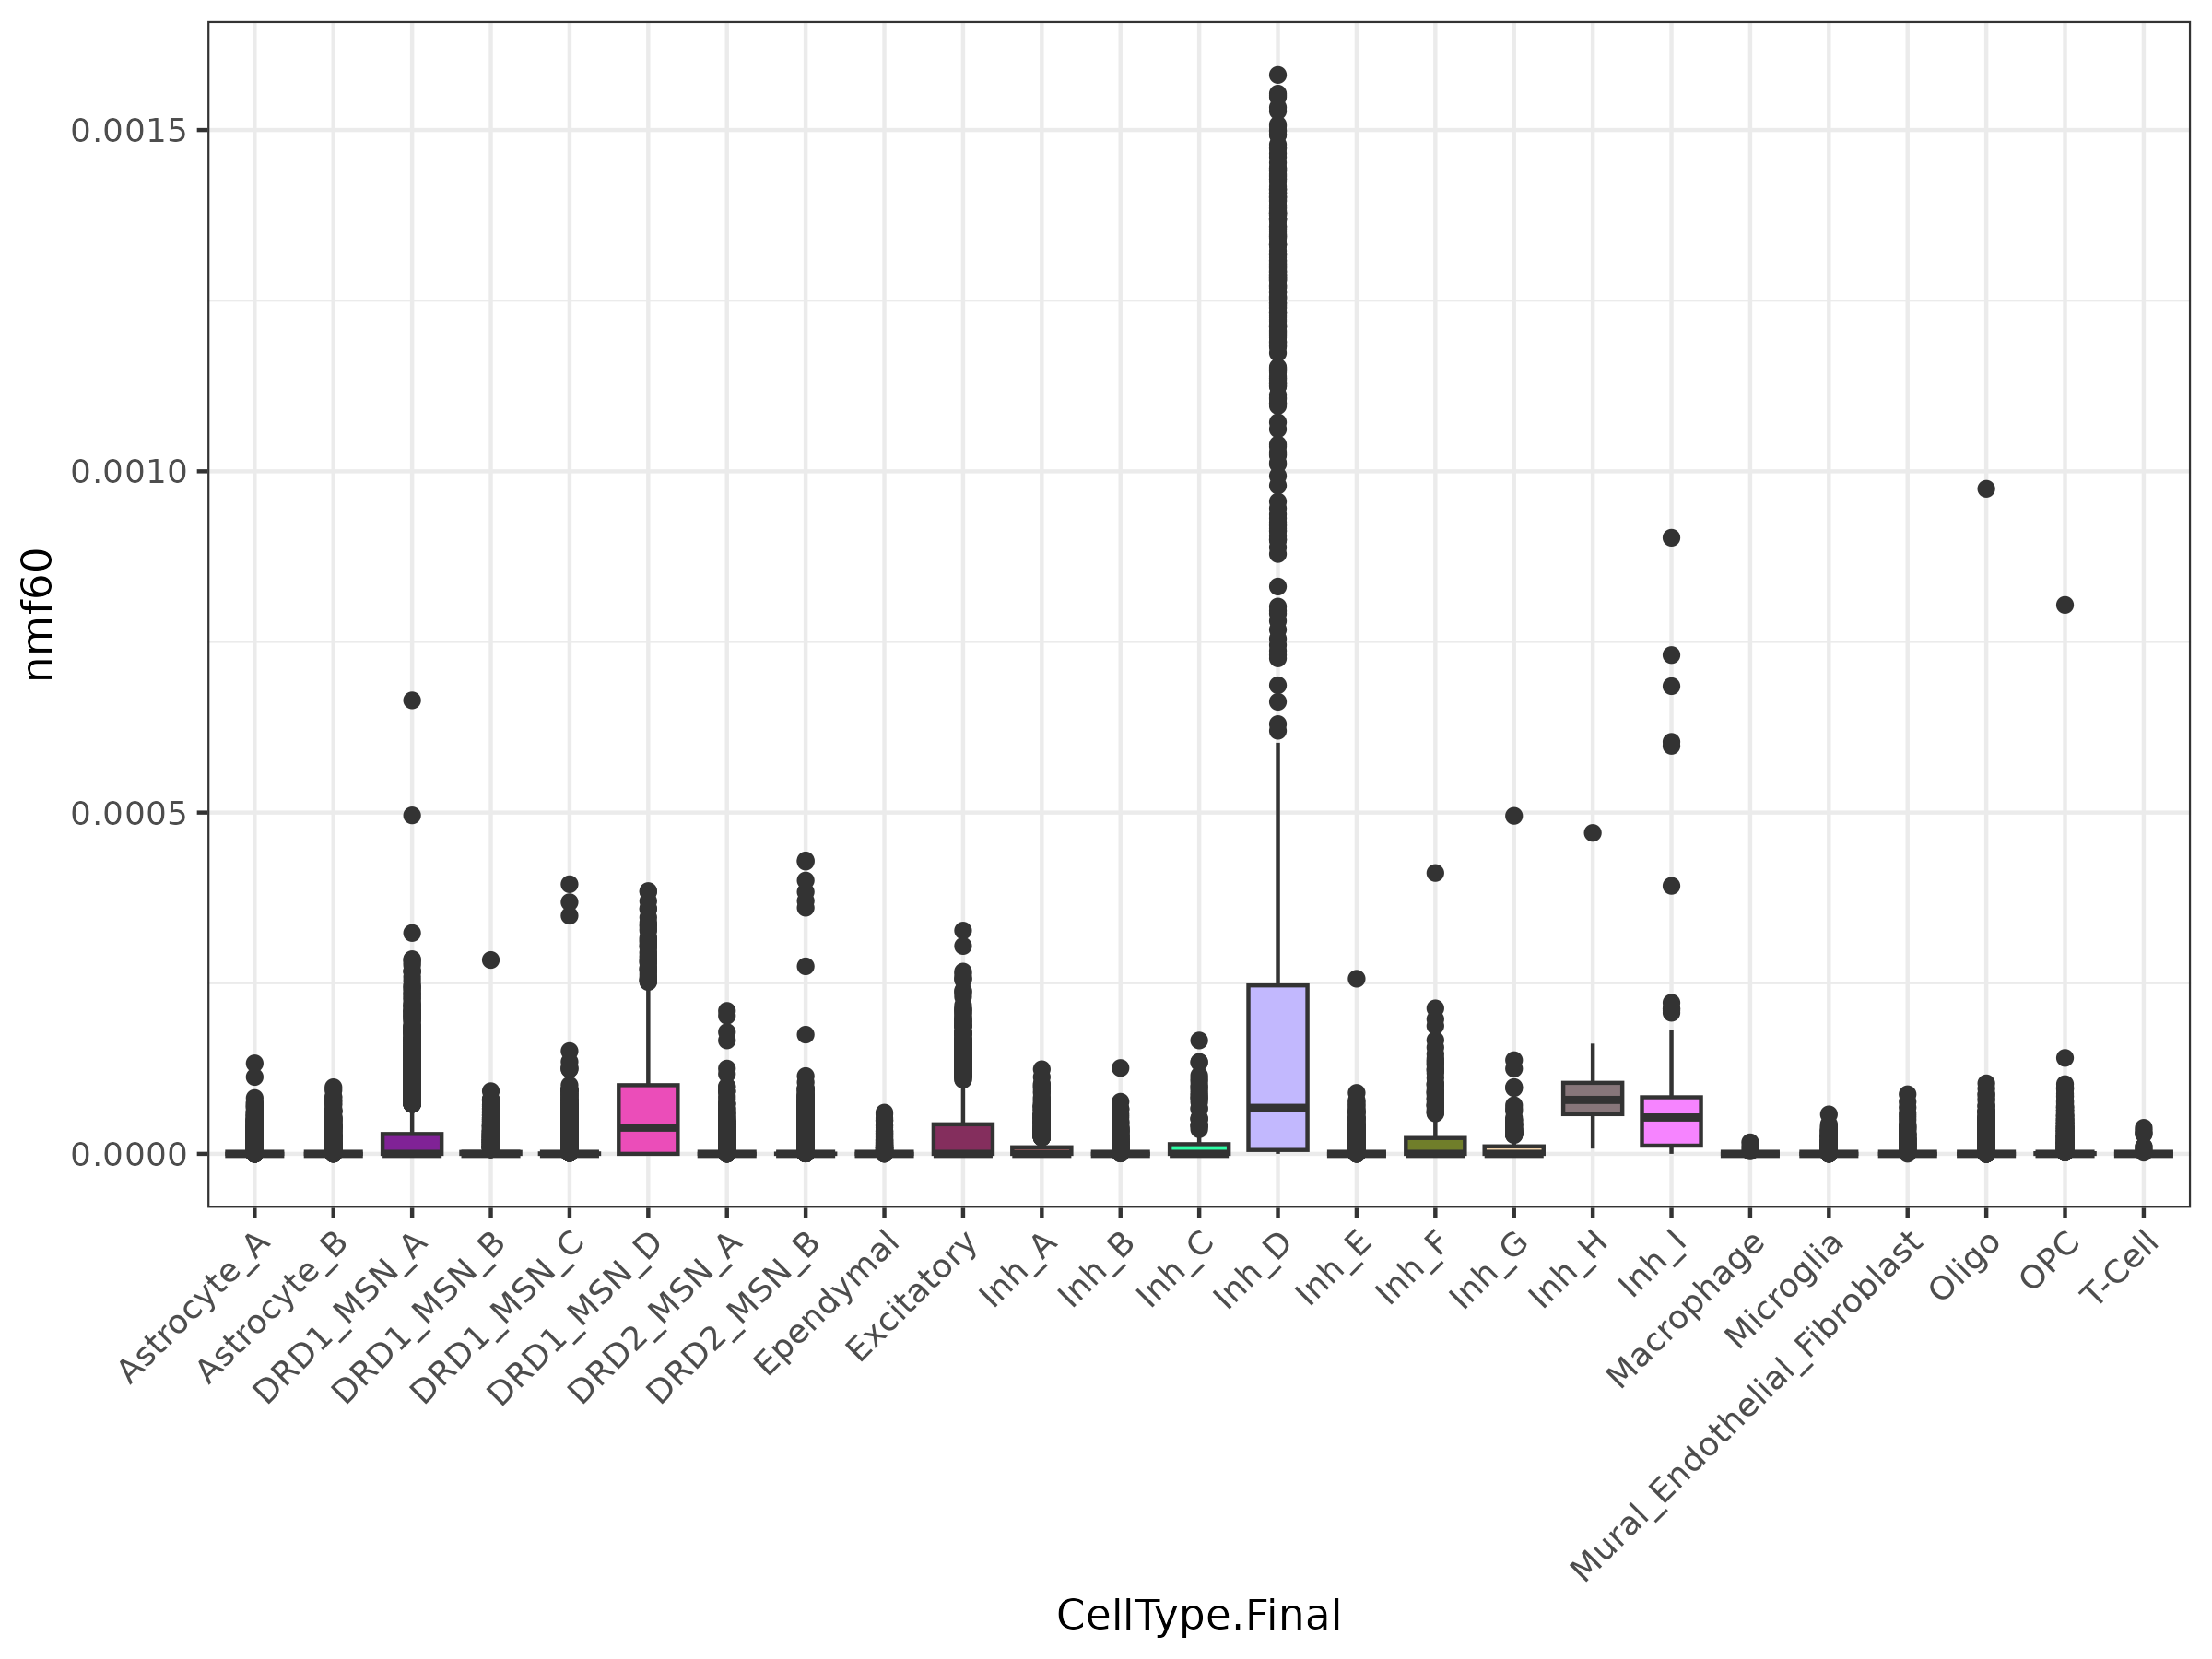 nmf60
0.0015
0.0010
0.0005
0.0000
Astrocyte_A
Astrocyte_B
DRD1_MSN_A
DRD1_MSN_B
DRD1_MSN_C
DRD1_MSN_D
DRD2_MSN_A
DRD2_MSN_B
Ependymal
Excitatory
Inh_A
Inh_B
Inh_C
Inh_D
Inh_E
Inh_F
Inh_G
Inh_H
Inh_I
Macrophage
Microglia
Mural_Endothelial_Fibroblast
Oligo
OPC
T-Cell
CellType.Final